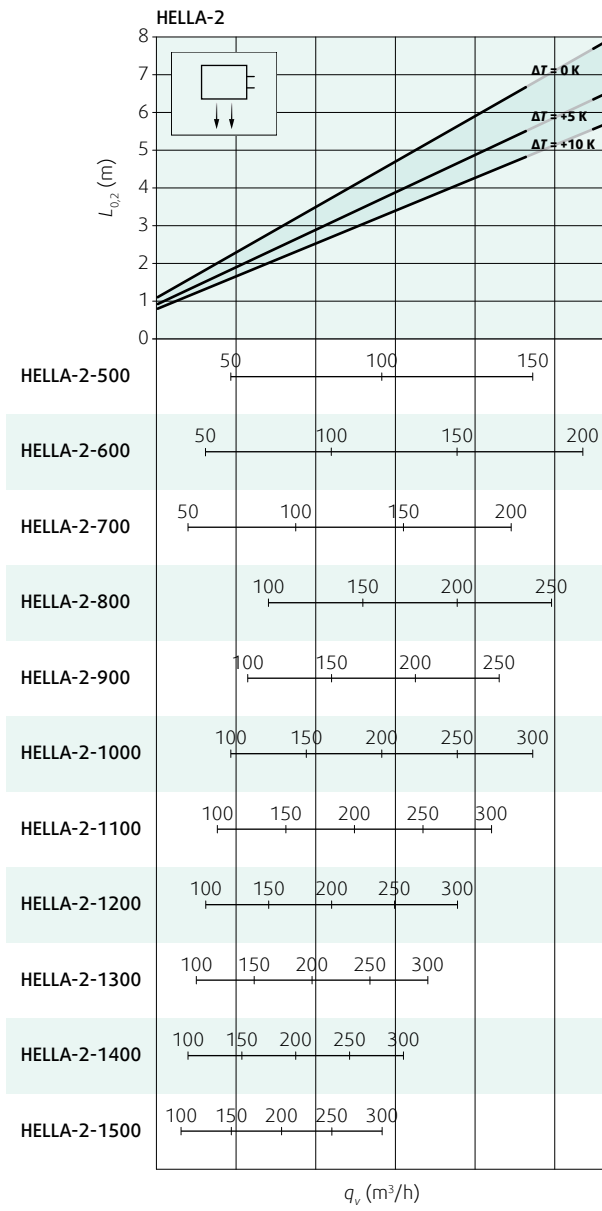 HELLA-2
8
7
6
5
4
3
2
1
0
L0,2 (m)
ΔT = 0 K
ΔT = +5 K
ΔT = +10 K
HELLA-2-500 50 100 150
HELLA-2-600 50 100 150 200
HELLA-2-700 50 100 150 200
HELLA-2-800 100 150 200 250
HELLA-2-900 100 150 200 250
HELLA-2-1000 100 150 200 250 300
HELLA-2-1100 100 150 200 250 300
HELLA-2-1200 100 150 200 250 300
HELLA-2-1300 100 150 200 250 300
HELLA-2-1400 100 150 200 250 300
HELLA-2-1500 100 150 200 250 300
qv (m³/h)